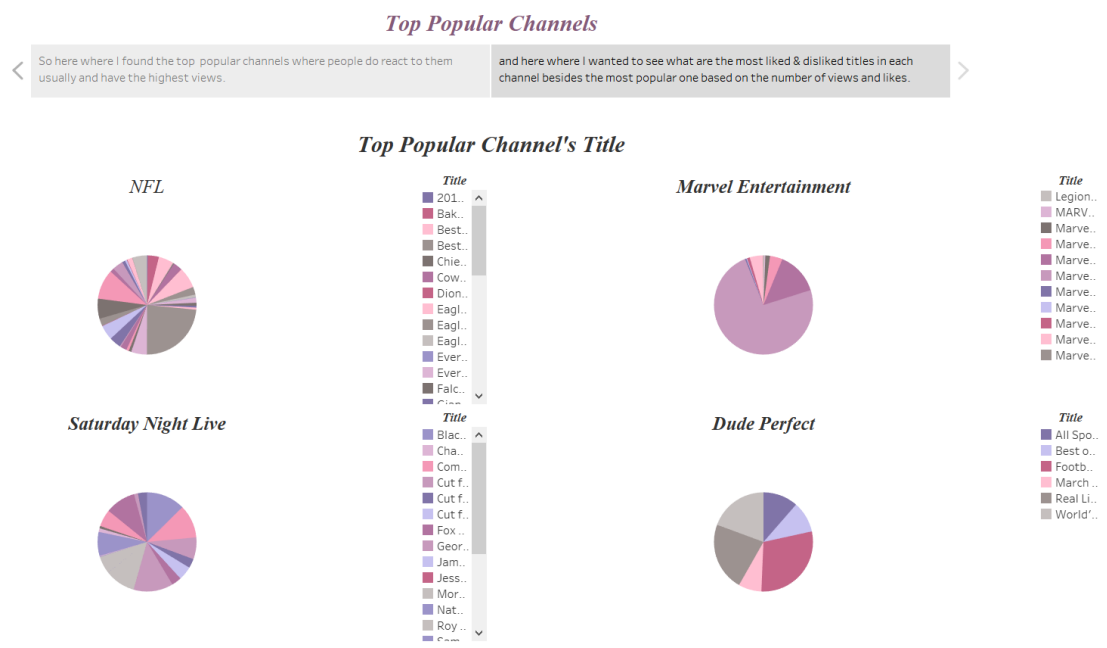 Top Popular Channels
So here where I found the top popular channels where people do react to them
usually and have the highest views.
and here where I wanted to see what are the most liked & disliked titles in each
channel besides the most popular one based on the number of views and likes.
Top Popular Channel's Title
NFL
Title
201..
Bak..
Best..
Best..
Chie..
Cow..
Dion..
Eagl..
Eagl..
Eagl..
Ever..
Ever..
Falc..
Marvel Entertainment
Title
Legion..
MARV..
Marve..
Marve..
Marve..
Marve..
Marve..
Marve..
Marve..
Marve..
Marve..
Saturday Night Live
Title
Blac..
Cha..
Com..
Cut f..
Cut f..
Cut f..
Fox ..
Geor..
Jam..
Jess..
Mor..
Nat..
Roy ..
Dude Perfect
Title
All Spo..
Best o..
Footb..
March ..
Real Li..
World'..